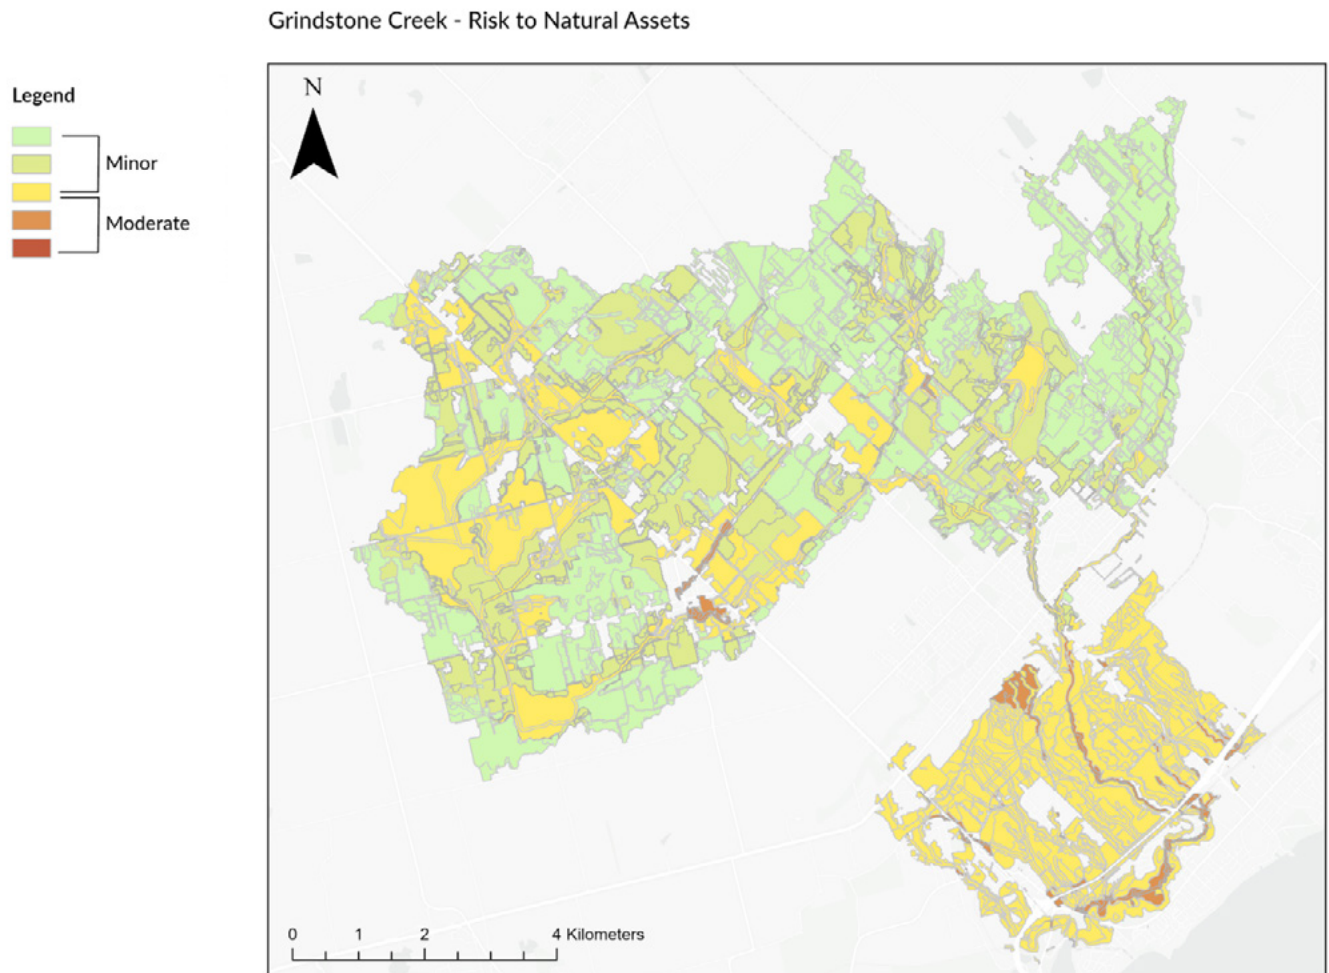 Grindstone Creek - Risk to Natural Assets
Legend
Minor
Moderate
N
0 1 2 4 Kilometers